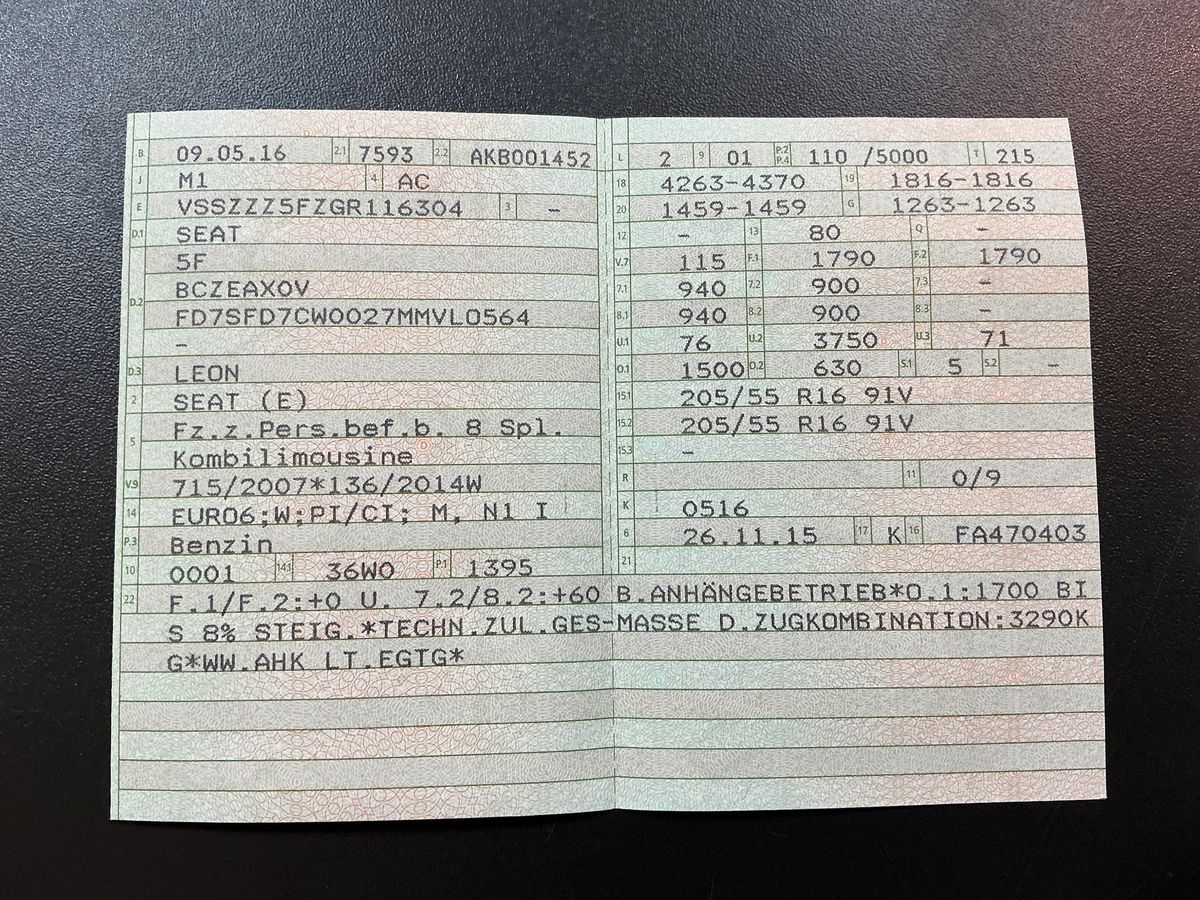 B 09.05.16 2.1 7593 2.2 AKB001452
J M1 4 AC
E VSSZZZ5FZGR116304 3 –
D.1 SEAT
5F
D.2 BCZEAXOV
FD7SFD7CW0027MMVL0564
–
D.3 LEON
2 SEAT (E)
5 Fz.z.Pers.bef.b. 8 Spl.
Kombilimousine
V.9 715/2007*136/2014W
14 EURO6;W;PI/CI; M, N1 I
P.3 Benzin
10 0001 14.1 36W0 P.1 1395
L 2 9 01 P.2 P.4 110 /5000 T 215
18 4263-4370 19 1816-1816
20 1459-1459 G 1263-1263
12 – 13 80 Q –
V.7 115 F.1 1790 F.2 1790
7.1 940 7.2 900 7.3 –
8.1 940 8.2 900 8.3 –
U.1 76 U.2 3750 U.3 71
O.1 1500 O.2 630 S.1 5 S.2 –
15.1 205/55 R16 91V
15.2 205/55 R16 91V
15.3 –
R 11 0/9
K 0516
6 26.11.15 17 K 16 FA470403
21
22 F.1/F.2:+0 U. 7.2/8.2:+60 B.ANHÄNGEBETRIEB*O.1:1700 BI
S 8% STEIG.*TECHN.ZUL.GES-MASSE D.ZUGKOMBINATION:3290K
G*WW.AHK LT.EGTG*